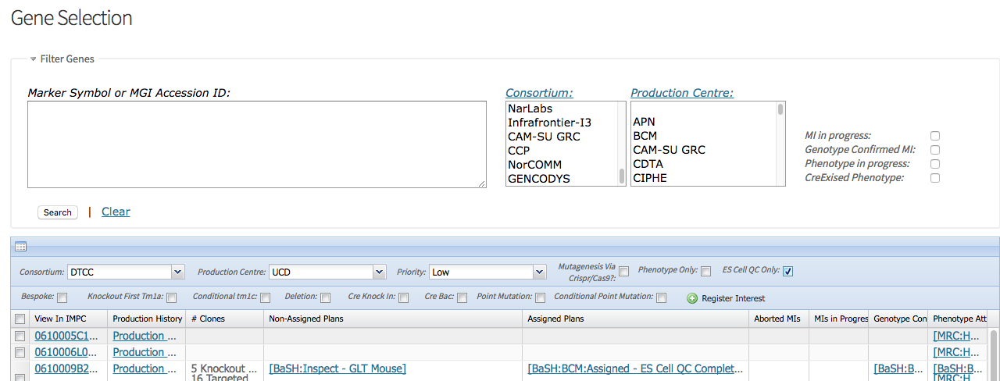 Gene Selection
Filter Genes
Marker Symbol or MGI Accession ID:
Consortium:
Production Centre:
NarLabs
Infrafrontier-I3
CAM-SU GRC
CCP
NorCOMM
GENCODYS
APN
BCM
CAM-SU GRC
CDTA
CIPHE
MI in progress:
Genotype Confirmed MI:
Phenotype in progress:
CreExised Phenotype:
Search | Clear
Consortium: DTCC Production Centre: UCD Priority: Low Mutagenesis Via Crispr/Cas9?: Phenotype Only: ES Cell QC Only:
Bespoke: Knockout First Tm1a: Conditional tm1c: Deletion: Cre Knock In: Cre Bac: Point Mutation: Conditional Point Mutation: Register Interest
View In IMPC Production History # Clones Non-Assigned Plans Assigned Plans Aborted MIs MIs in Progres Genotype Con Phenotype Att
0610005C1... Production ... [MRC:H...
0610006L0... Production ... [MRC:H...
0610009B2... Production ... 5 Knockout ... [BaSH:Inspect - GLT Mouse] [BaSH:BCM:Assigned - ES Cell QC Complet... [BaSH:B... [BaSH:B...
16 Targeted [MRC:H...